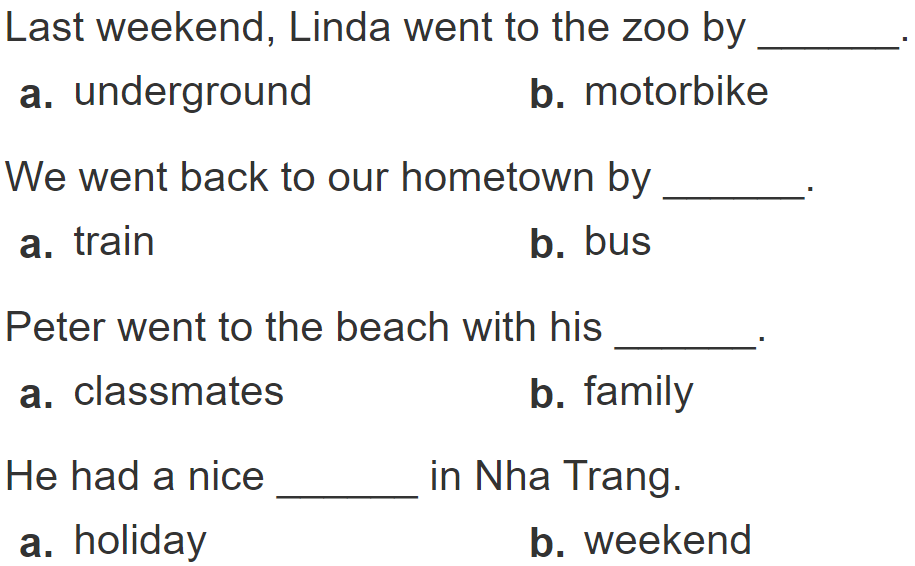 Last weekend, Linda went to the zoo by ______.
a. underground b. motorbike
We went back to our hometown by ______.
a. train b. bus
Peter went to the beach with his ______.
a. classmates b. family
He had a nice ______ in Nha Trang.
a. holiday b. weekend